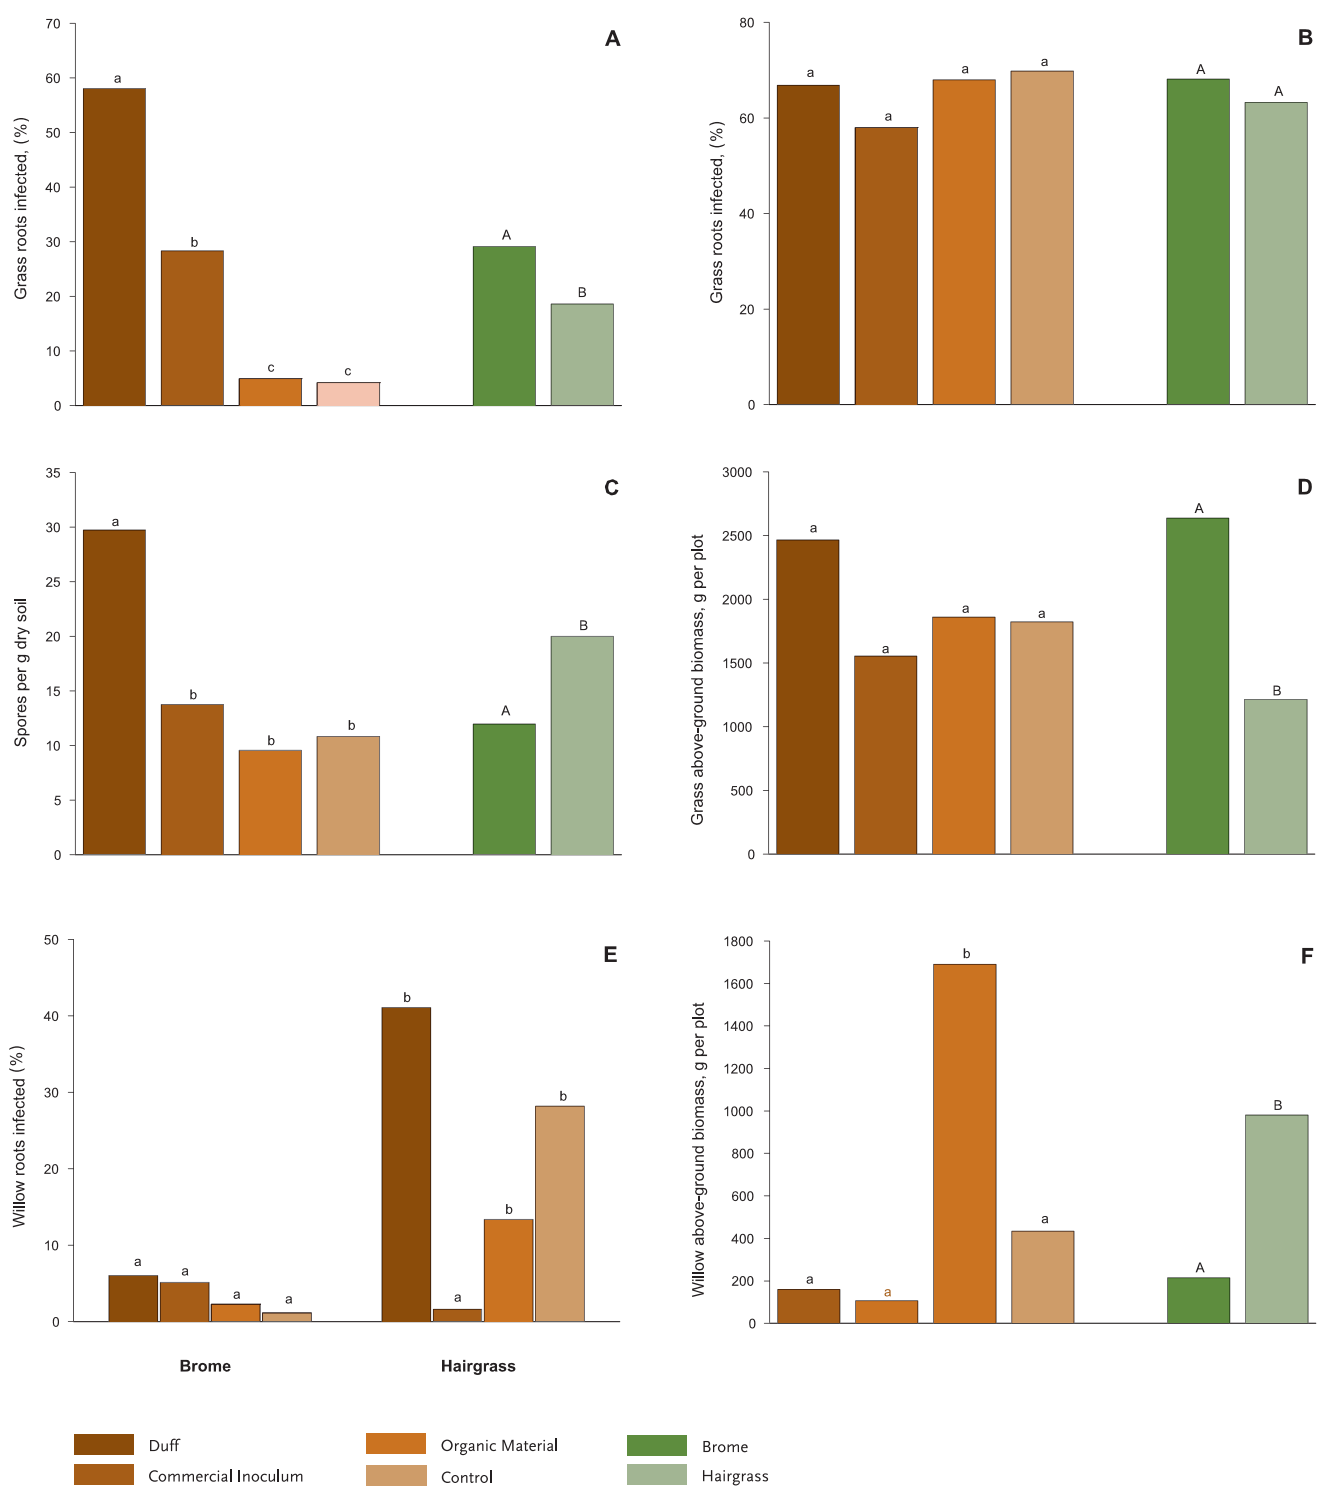 A
Grass roots infected, (%)
70
60
50
40
30
20
10
0
a
b
c
c
A
B
B
Grass roots infected, (%)
80
60
40
20
0
a
a
a
a
A
A
C
Spores per g dry soil
35
30
25
20
15
10
5
0
a
b
b
b
A
B
D
Grass above-ground biomass, g per plot
3000
2500
2000
1500
1000
500
0
a
a
a
a
A
B
E
Willow roots infected (%)
50
40
30
20
10
0
a
a
a
a
b
a
b
b
Brome
Hairgrass
F
Willow above-ground biomass, g per plot
1800
1600
1400
1200
1000
800
600
400
200
0
a
a
b
a
A
B
Duff
Organic Material
Brome
Commercial Inoculum
Control
Hairgrass